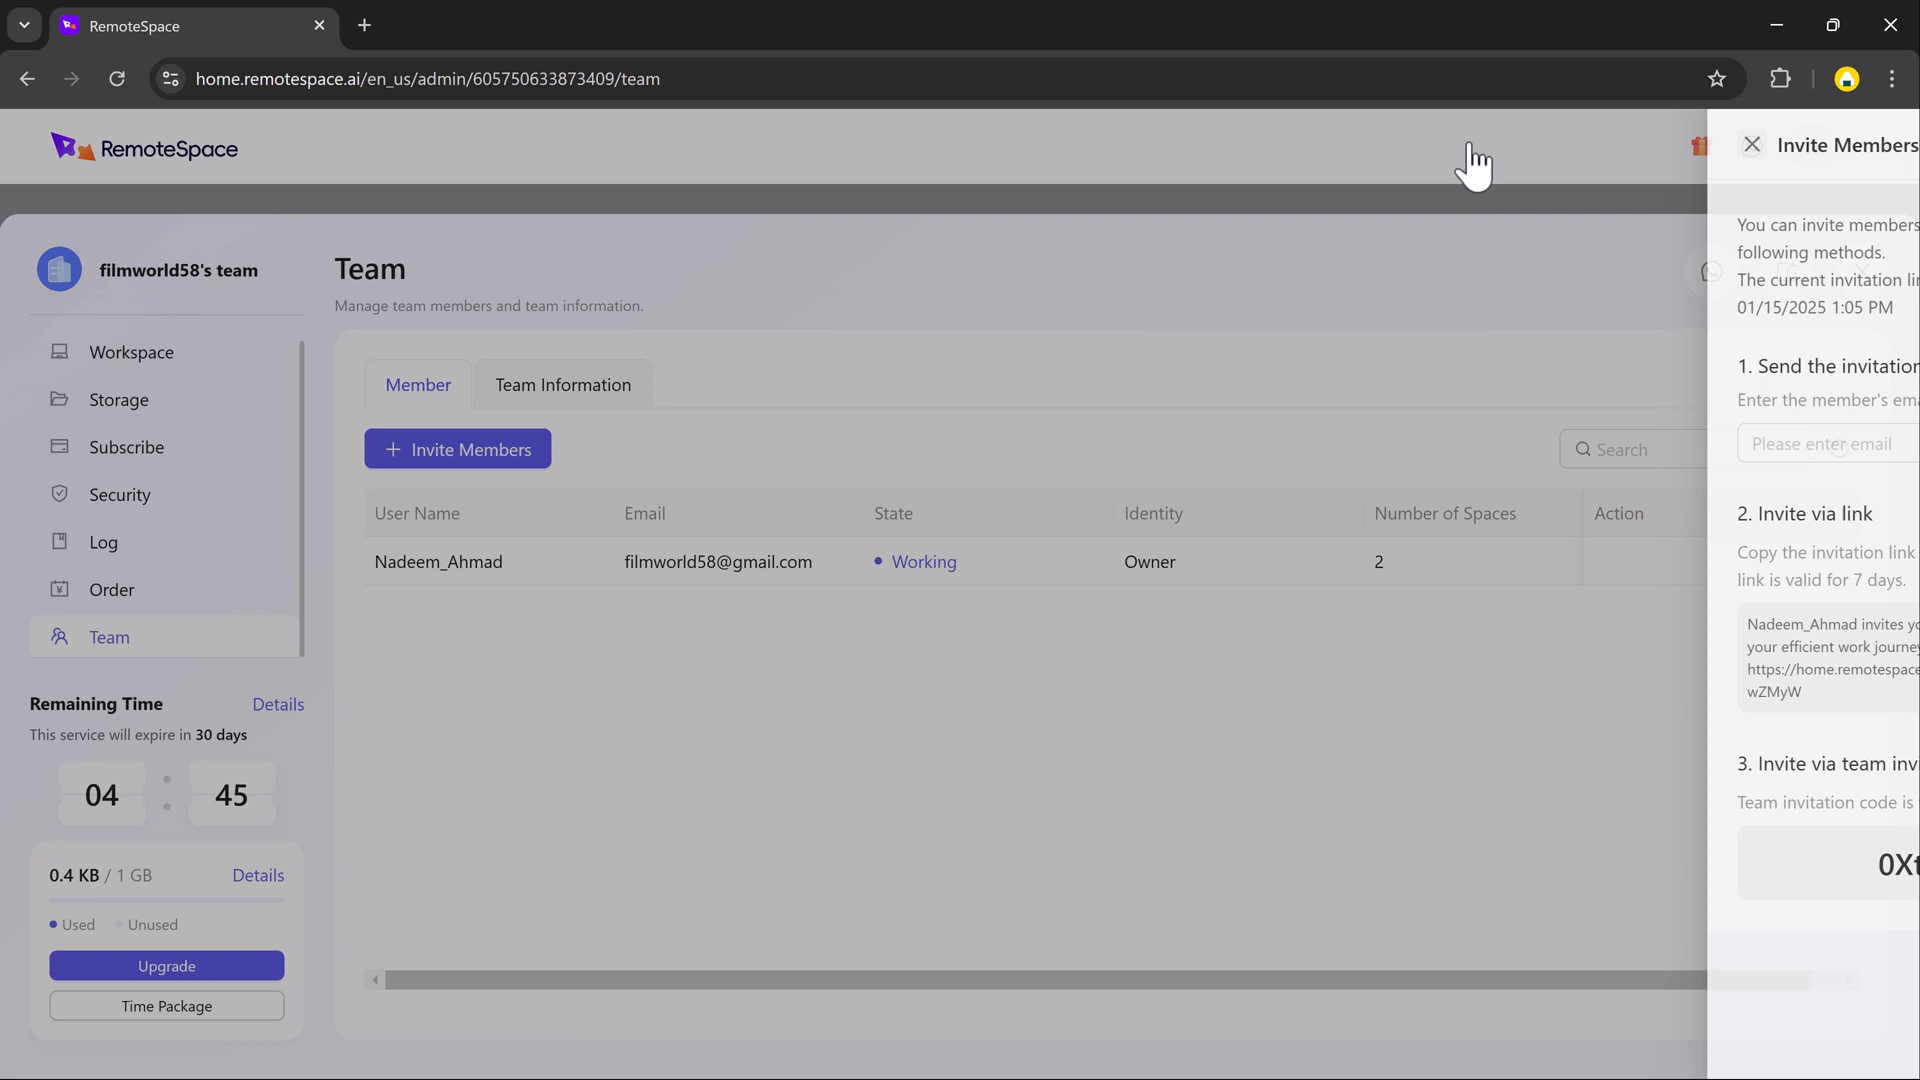 RemoteSpace
home.remotespace.ai/en_us/admin/605750633873409/team
RemoteSpace
filmworld58's team
Workspace
Storage
Subscribe
Security
Log
Order
Team
Remaining Time Details
This service will expire in 30 days
04 : 45
0.4 KB / 1 GB Details
Used Unused
Upgrade
Time Package
Team
Manage team members and team information.
Member Team Information
+ Invite Members
Search
User Name Email State Identity Number of Spaces Action
Nadeem_Ahmad filmworld58@gmail.com Working Owner 2
Invite Members
You can invite members
following methods.
The current invitation
01/15/2025 1:05 PM
1. Send the invitation
Enter the member's
Please enter email
2. Invite via link
Copy the invitation link
link is valid for 7 days.
Nadeem_Ahmad invites
your efficient work journey
https://home.remotespace
wZMyW
3. Invite via team
Team invitation code is
0Xt